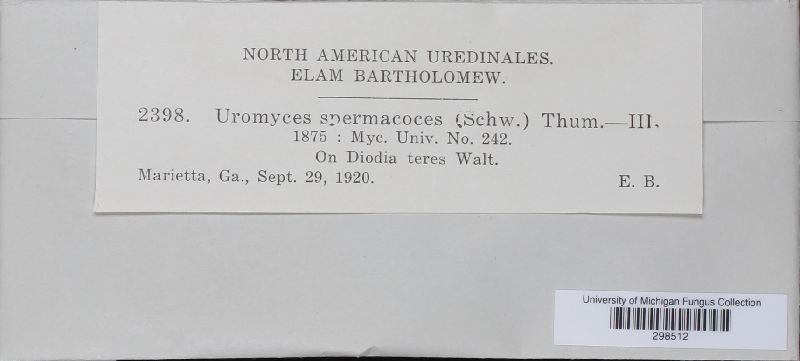 NORTH AMERICAN UREDINALES.
ELAM BARTHOLOMEW.
2398. Uromyces spermacoces (Schw.) Thum.—III.
1875 : Myc. Univ. No. 242.
On Diodia teres Walt.
Marietta, Ga., Sept. 29, 1920. E. B.
University of Michigan Fungus Collection
298512